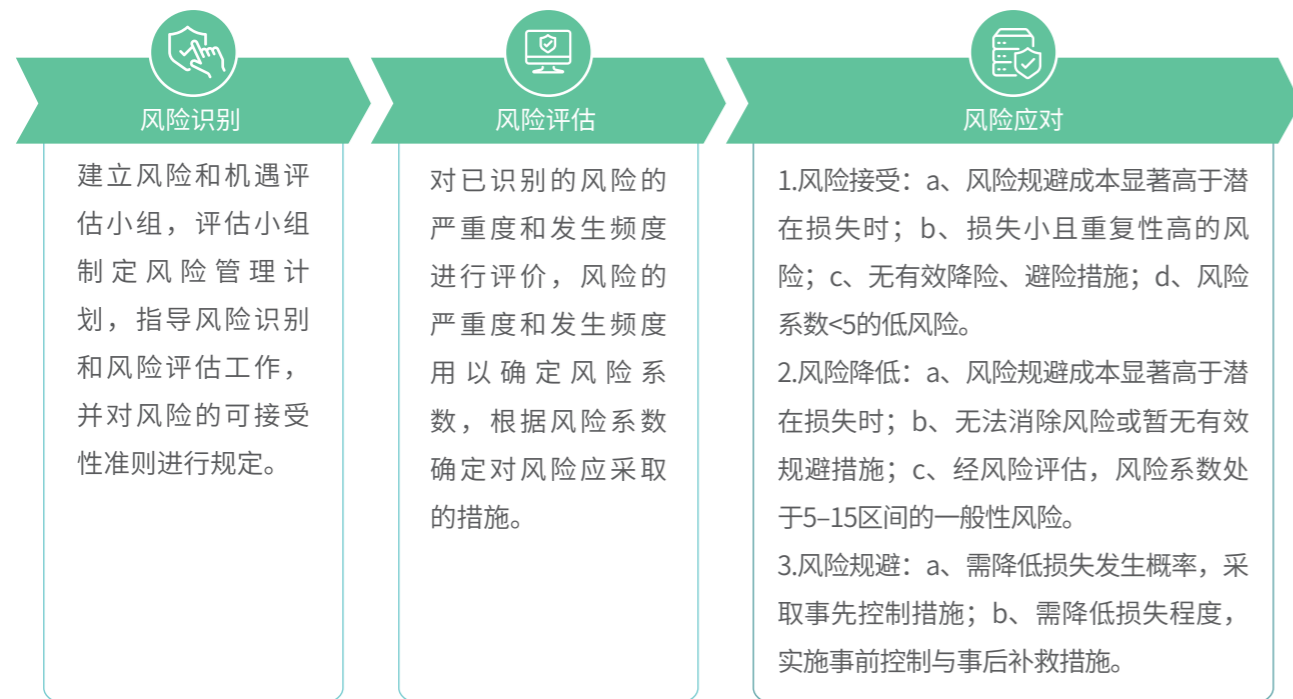 风险识别
建立风险和机遇评
估小组，评估小组
制定风险管理计
划，指导风险识别
和风险评估工作，
并对风险的可接受
性准则进行规定。
风险评估
对已识别的风险的
严重度和发生频度
进行评价，风险的
严重度和发生频度
用以确定风险系
数，根据风险系数
确定对风险应采取
的措施。
风险应对
1.风险接受：a、风险规避成本显著高于潜
在损失时；b、损失小且重复性高的风
险；c、无有效降险、避险措施；d、风险
系数<5的低风险。
2.风险降低：a、风险规避成本显著高于潜
在损失时；b、无法消除风险或暂无有效
规避措施；c、经风险评估，风险系数处
于5–15区间的一般性风险。
3.风险规避：a、需降低损失发生概率，采
取事先控制措施；b、需降低损失程度，
实施事前控制与事后补救措施。